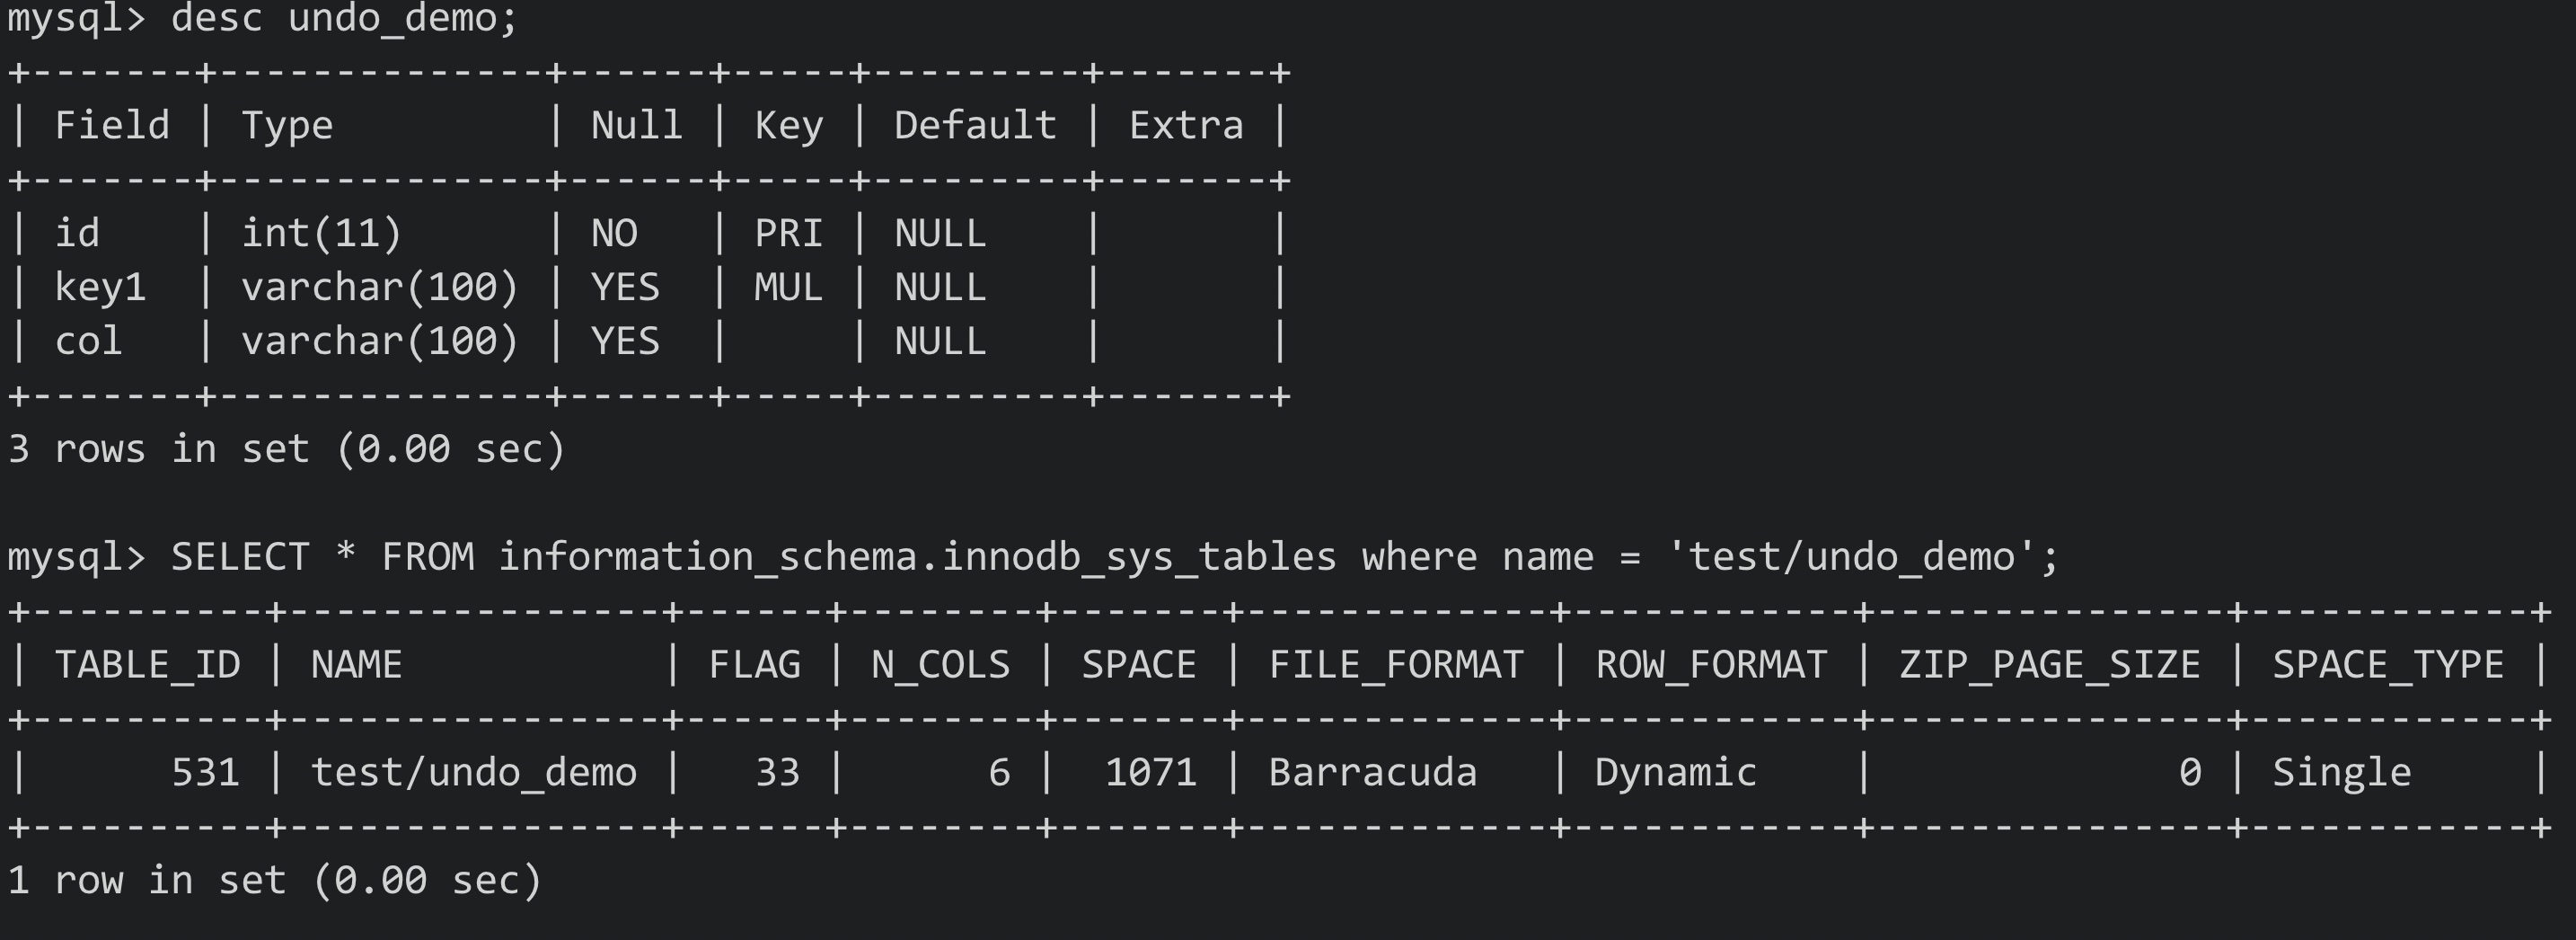 mysql> desc undo_demo;
+-------+--------------+------+-----+---------+-------+
| Field | Type         | Null | Key | Default | Extra |
+-------+--------------+------+-----+---------+-------+
| id    | int(11)      | NO   | PRI | NULL    |       |
| key1  | varchar(100) | YES  | MUL | NULL    |       |
| col   | varchar(100) | YES  |     | NULL    |       |
+-------+--------------+------+-----+---------+-------+
3 rows in set (0.00 sec)

mysql> SELECT * FROM information_schema.innodb_sys_tables where name = 'test/undo_demo';
+----------+----------------+------+--------+-------+-------------+------------+---------------+------------+
| TABLE_ID | NAME           | FLAG | N_COLS | SPACE | FILE_FORMAT | ROW_FORMAT | ZIP_PAGE_SIZE | SPACE_TYPE |
+----------+----------------+------+--------+-------+-------------+------------+---------------+------------+
|      531 | test/undo_demo |   33 |      6 |  1071 | Barracuda   | Dynamic    |             0 | Single     |
+----------+----------------+------+--------+-------+-------------+------------+---------------+------------+
1 row in set (0.00 sec)